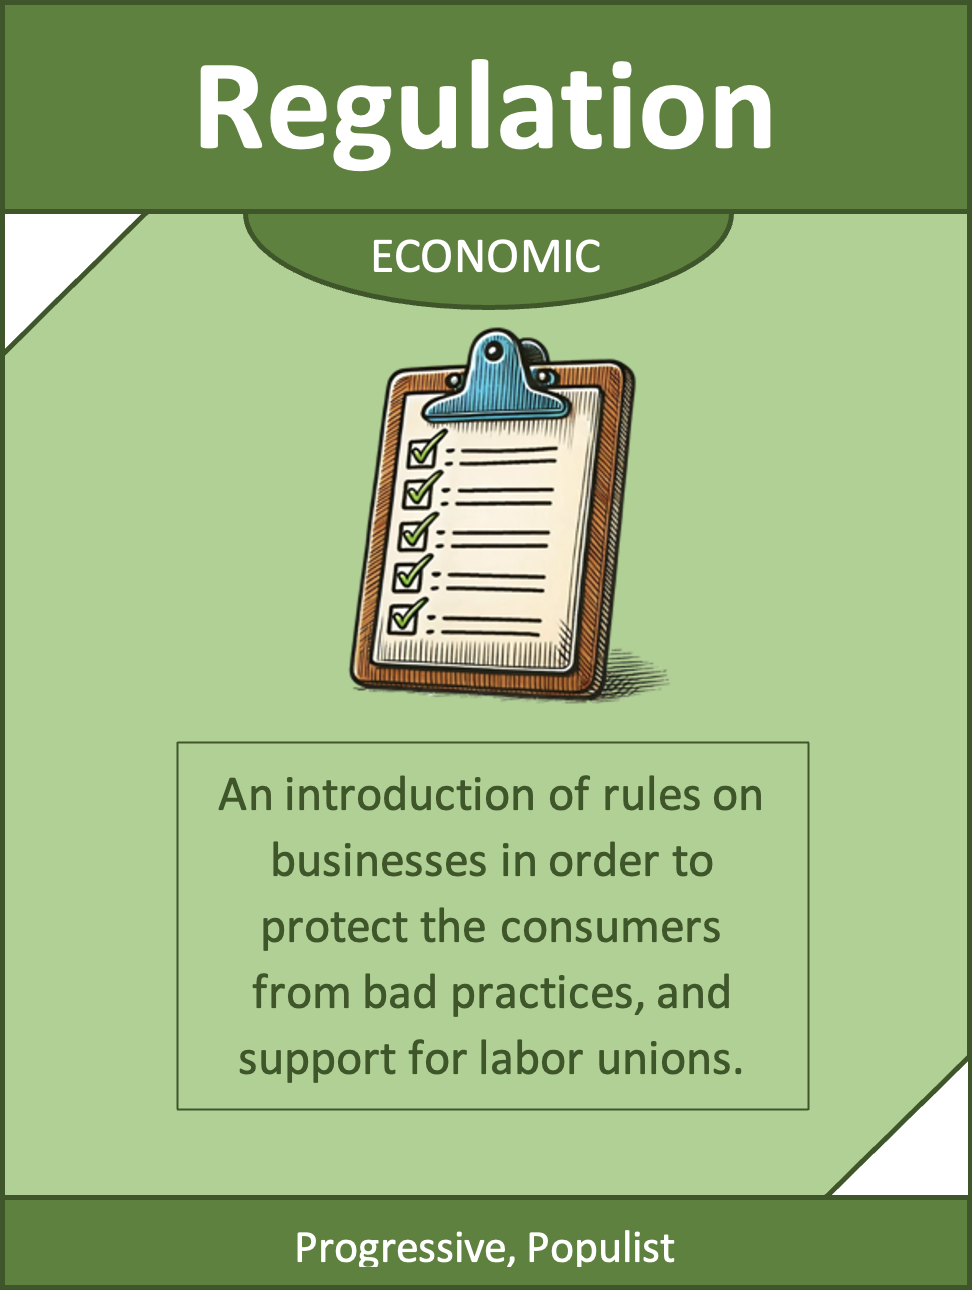 Regulation
ECONOMIC
An introduction of rules on
businesses in order to
protect the consumers
from bad practices, and
support for labor unions.
Progressive, Populist